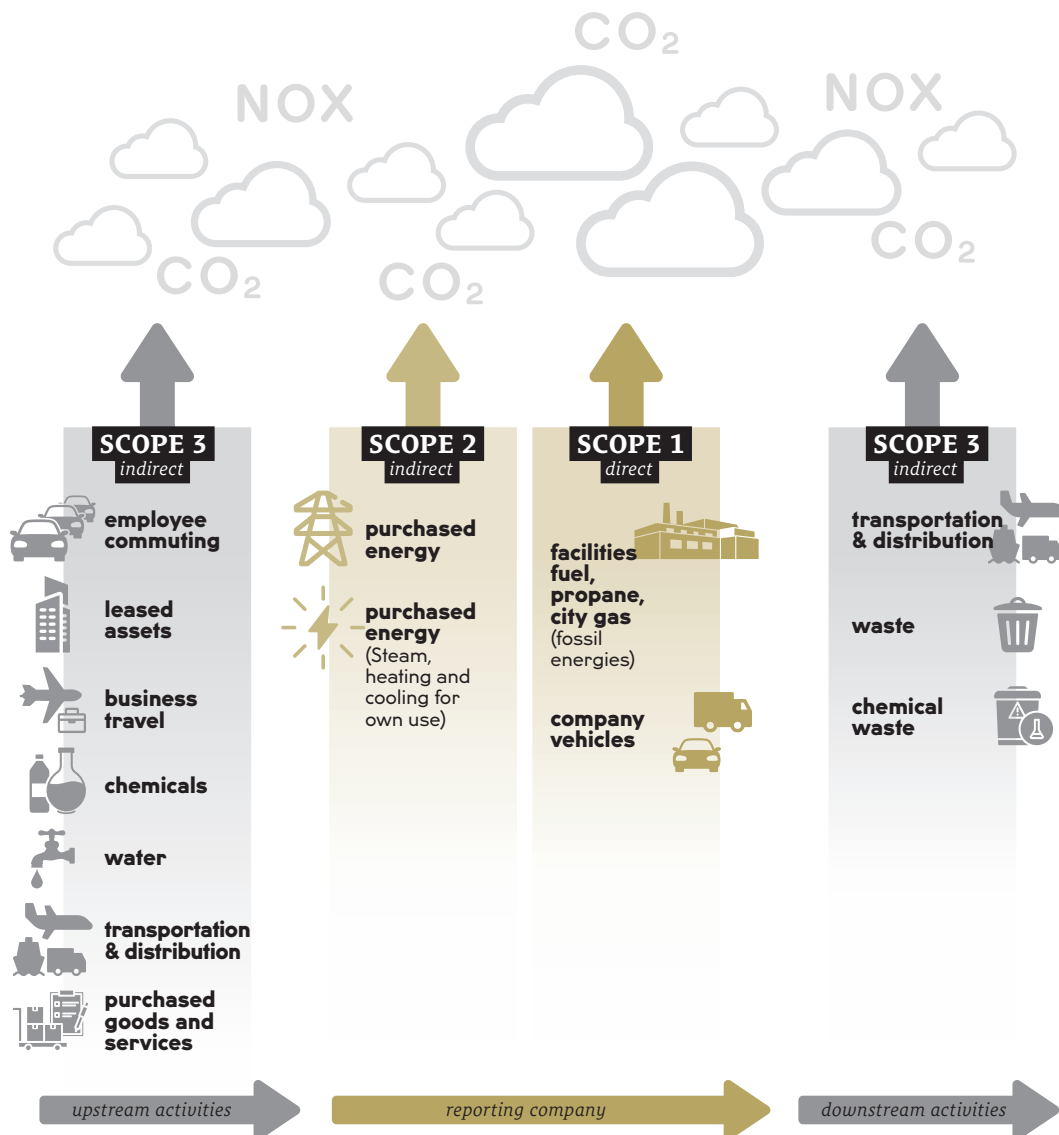 CO₂
NOX
NOX
CO₂
CO₂
CO₂
SCOPE 3
indirect
employee
commuting
leased
assets
business
travel
chemicals
water
transportation
& distribution
purchased
goods and
services
SCOPE 2
indirect
purchased
energy
purchased
energy
(Steam,
heating and
cooling for
own use)
SCOPE 1
direct
facilities
fuel,
propane,
city gas
(fossil
energies)
company
vehicles
SCOPE 3
indirect
transportation
& distribution
waste
chemical
waste
upstream activities
reporting company
downstream activities